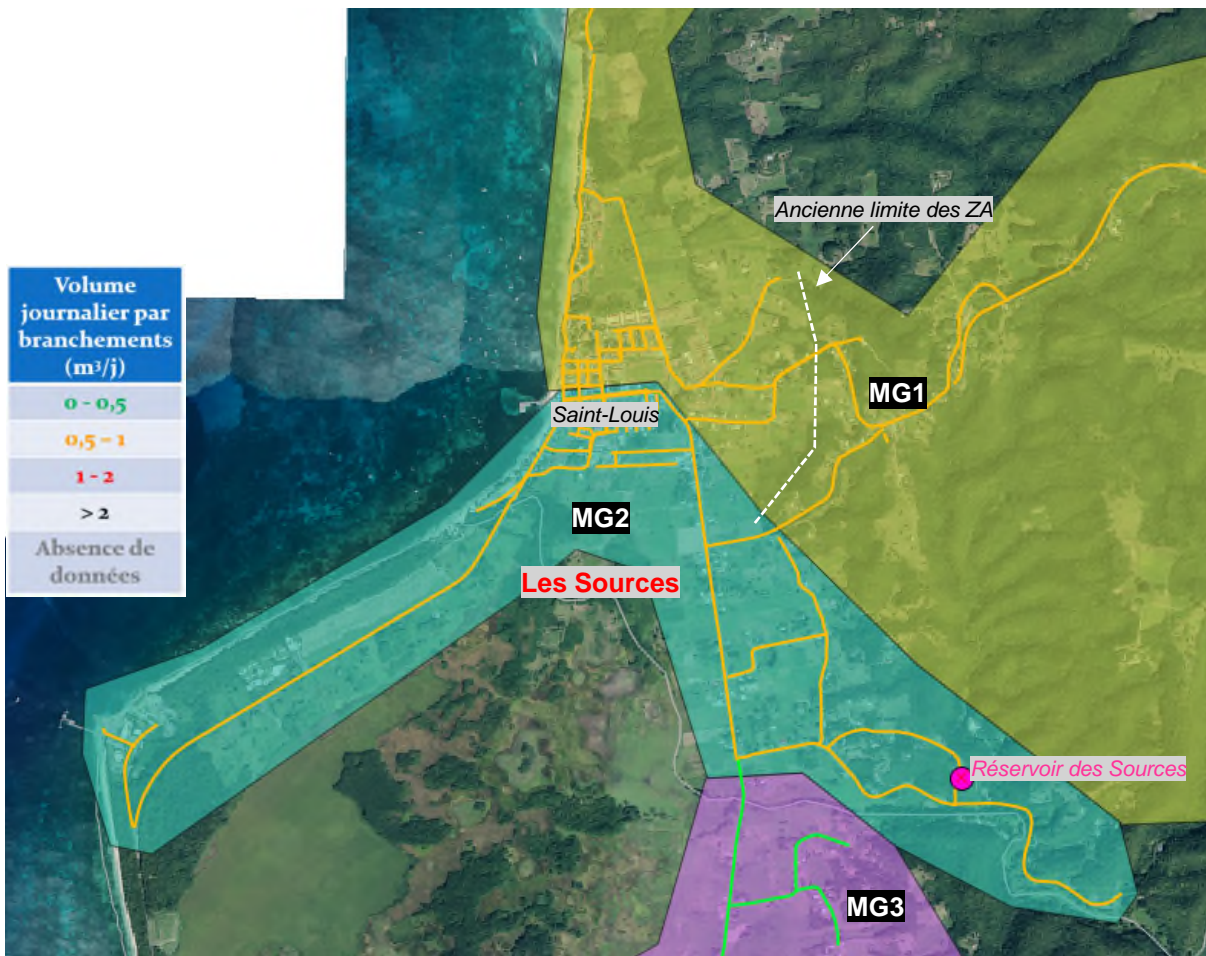 Ancienne limite des ZA
Volume
journalier par
branchements
(m³/j)
0 - 0,5
0,5 – 1
1 - 2
> 2
Absence de
données
MG1
Saint-Louis
MG2
Les Sources
Réservoir des Sources
MG3